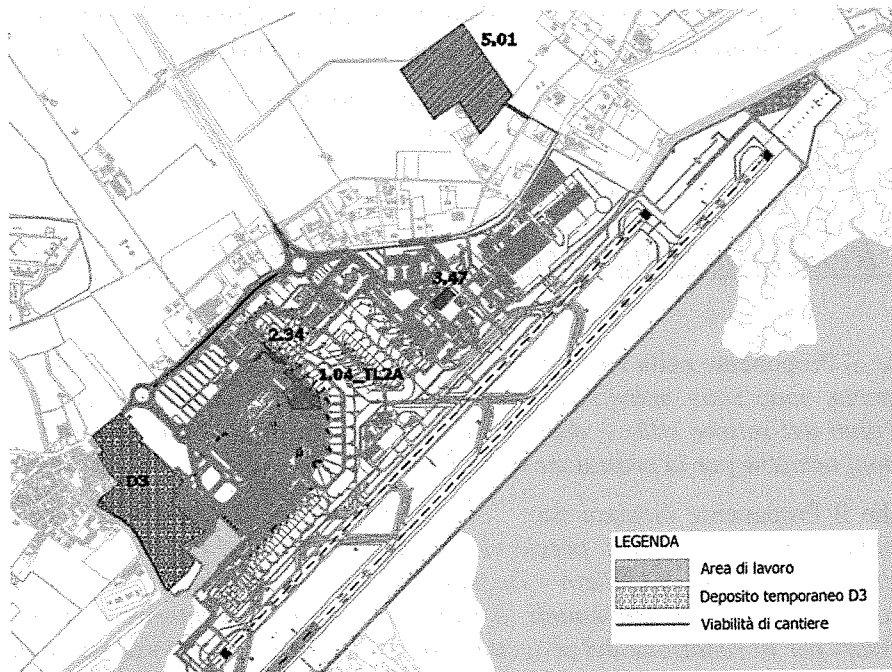 5.01
3.47
2.34
1.04_TL2A
D3
LEGENDA
Area di lavoro
Deposito temporaneo D3
Viabilità di cantiere